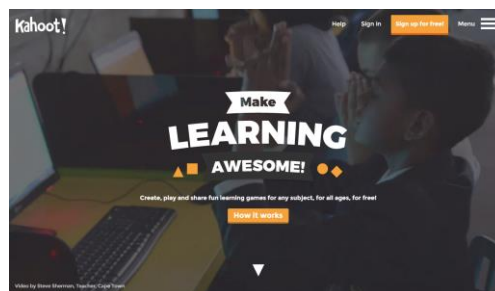 Kahoot!
Help Sign in Sign up for free! Menu
Make
LEARNING
AWESOME!
Create, play and share fun learning games for any subject, for all ages, for free!
How it works
Video by Steve Sherman, Teacher, Cape Town